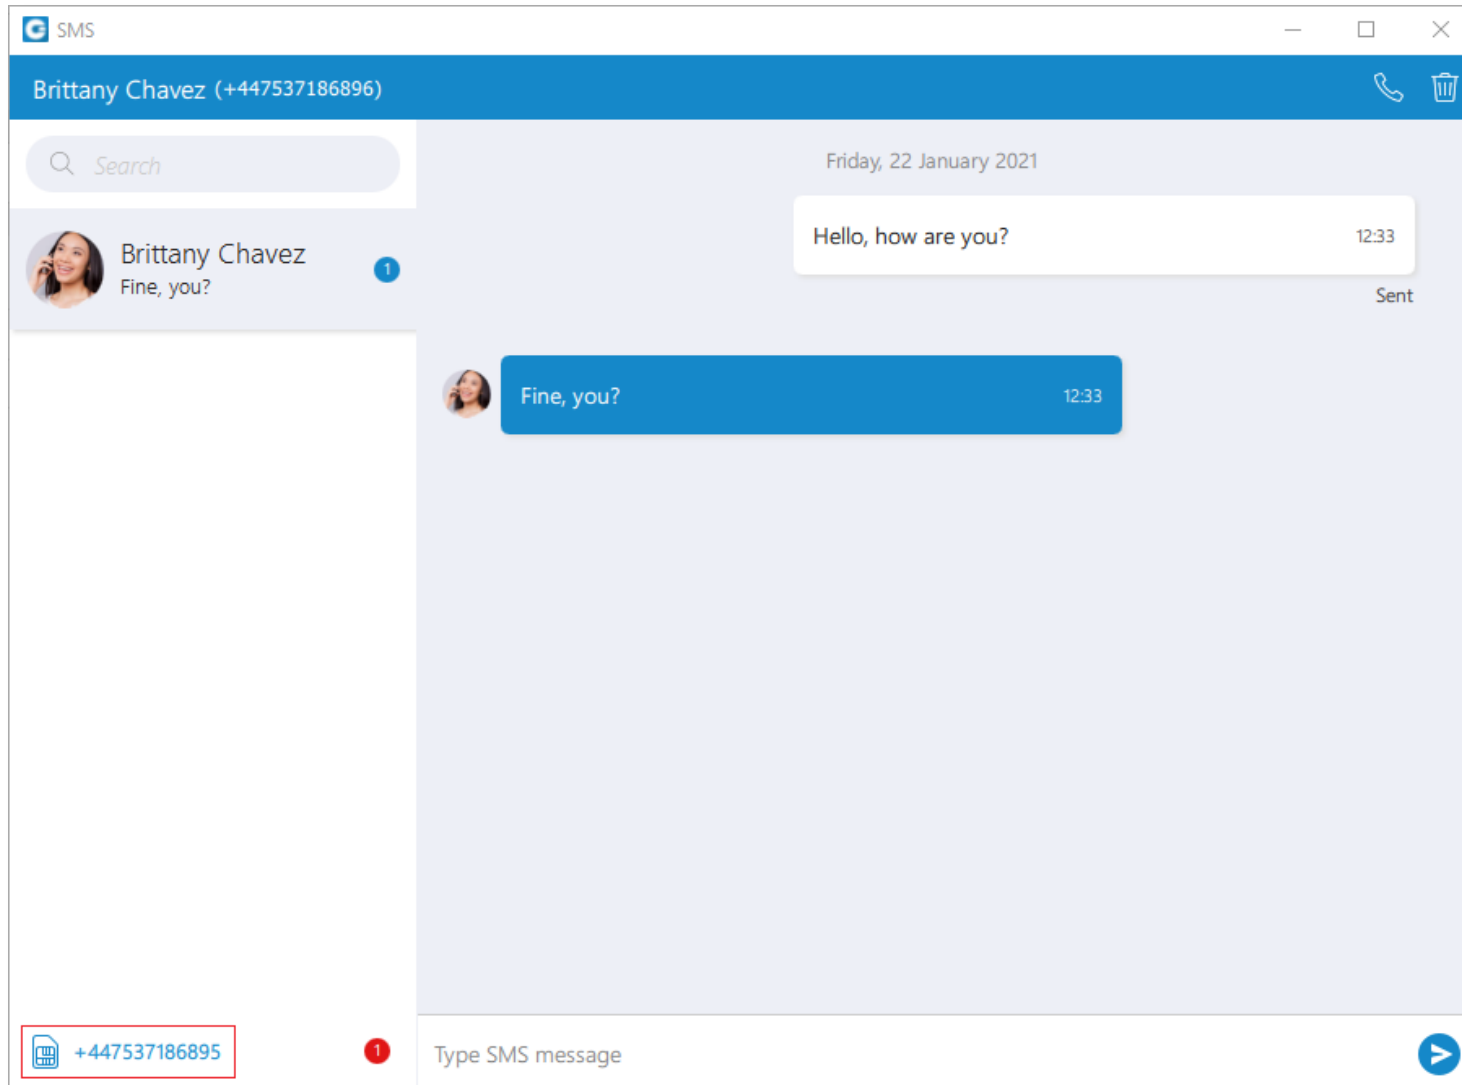 SMS
Brittany Chavez (+447537186896)
Search
Brittany Chavez
Fine, you?
1
Friday, 22 January 2021
Hello, how are you? 12:33
Sent
Fine, you? 12:33
+447537186895
1
Type SMS message